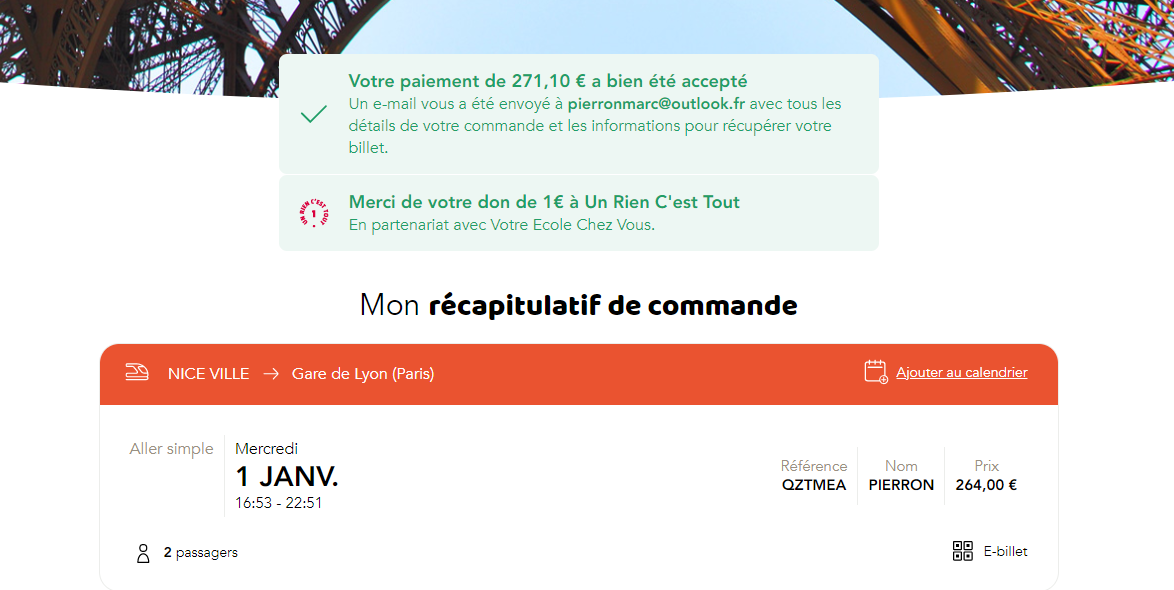 Votre paiement de 271,10 € a bien été accepté
Un e-mail vous a été envoyé à pierronmarc@outlook.fr avec tous les
détails de votre commande et les informations pour récupérer votre
billet.
UN RIEN C'EST TOUT
1
Merci de votre don de 1€ à Un Rien C'est Tout
En partenariat avec Votre Ecole Chez Vous.
Mon récapitulatif de commande
NICE VILLE → Gare de Lyon (Paris)
Ajouter au calendrier
Aller simple
Mercredi
1 JANV.
16:53 - 22:51
Référence
QZTMEA
Nom
PIERRON
Prix
264,00 €
2 passagers
E-billet